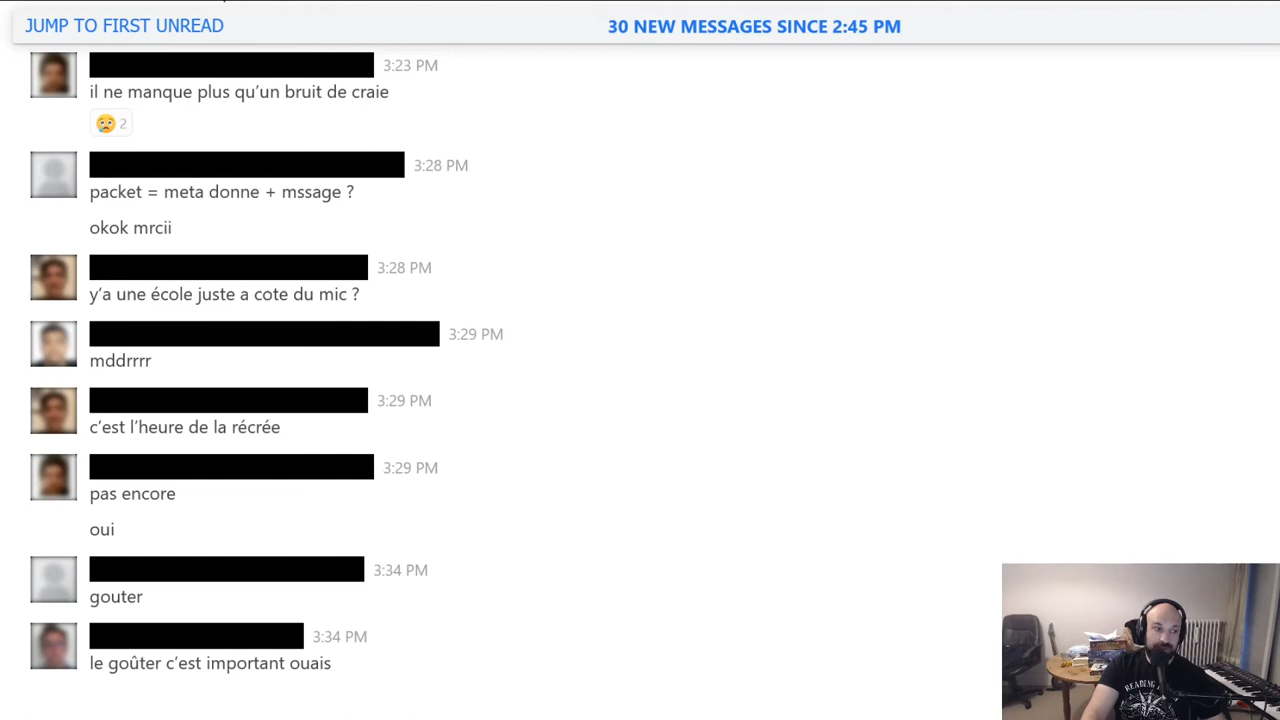 JUMP TO FIRST UNREAD
30 NEW MESSAGES SINCE 2:45 PM
3:23 PM
il ne manque plus qu’un bruit de craie
2
3:28 PM
packet = meta donne + mssage ?
okok mrcii
3:28 PM
y’a une école juste a cote du mic ?
3:29 PM
mddrrrr
3:29 PM
c’est l’heure de la récrée
3:29 PM
pas encore
oui
3:34 PM
gouter
3:34 PM
le goûter c’est important ouais
READING